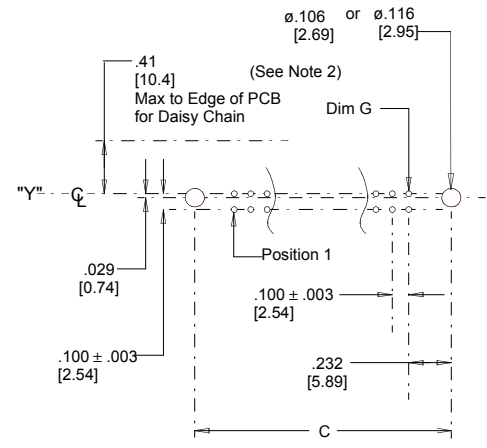 ø.106 or ø.116
[2.69] [2.95]
.41
[10.4]
Max to Edge of PCB
for Daisy Chain
(See Note 2)
Dim G
"Y" ℄
Position 1
.029
[0.74]
.100 ± .003
[2.54]
.100 ± .003
[2.54]
.232
[5.89]
C